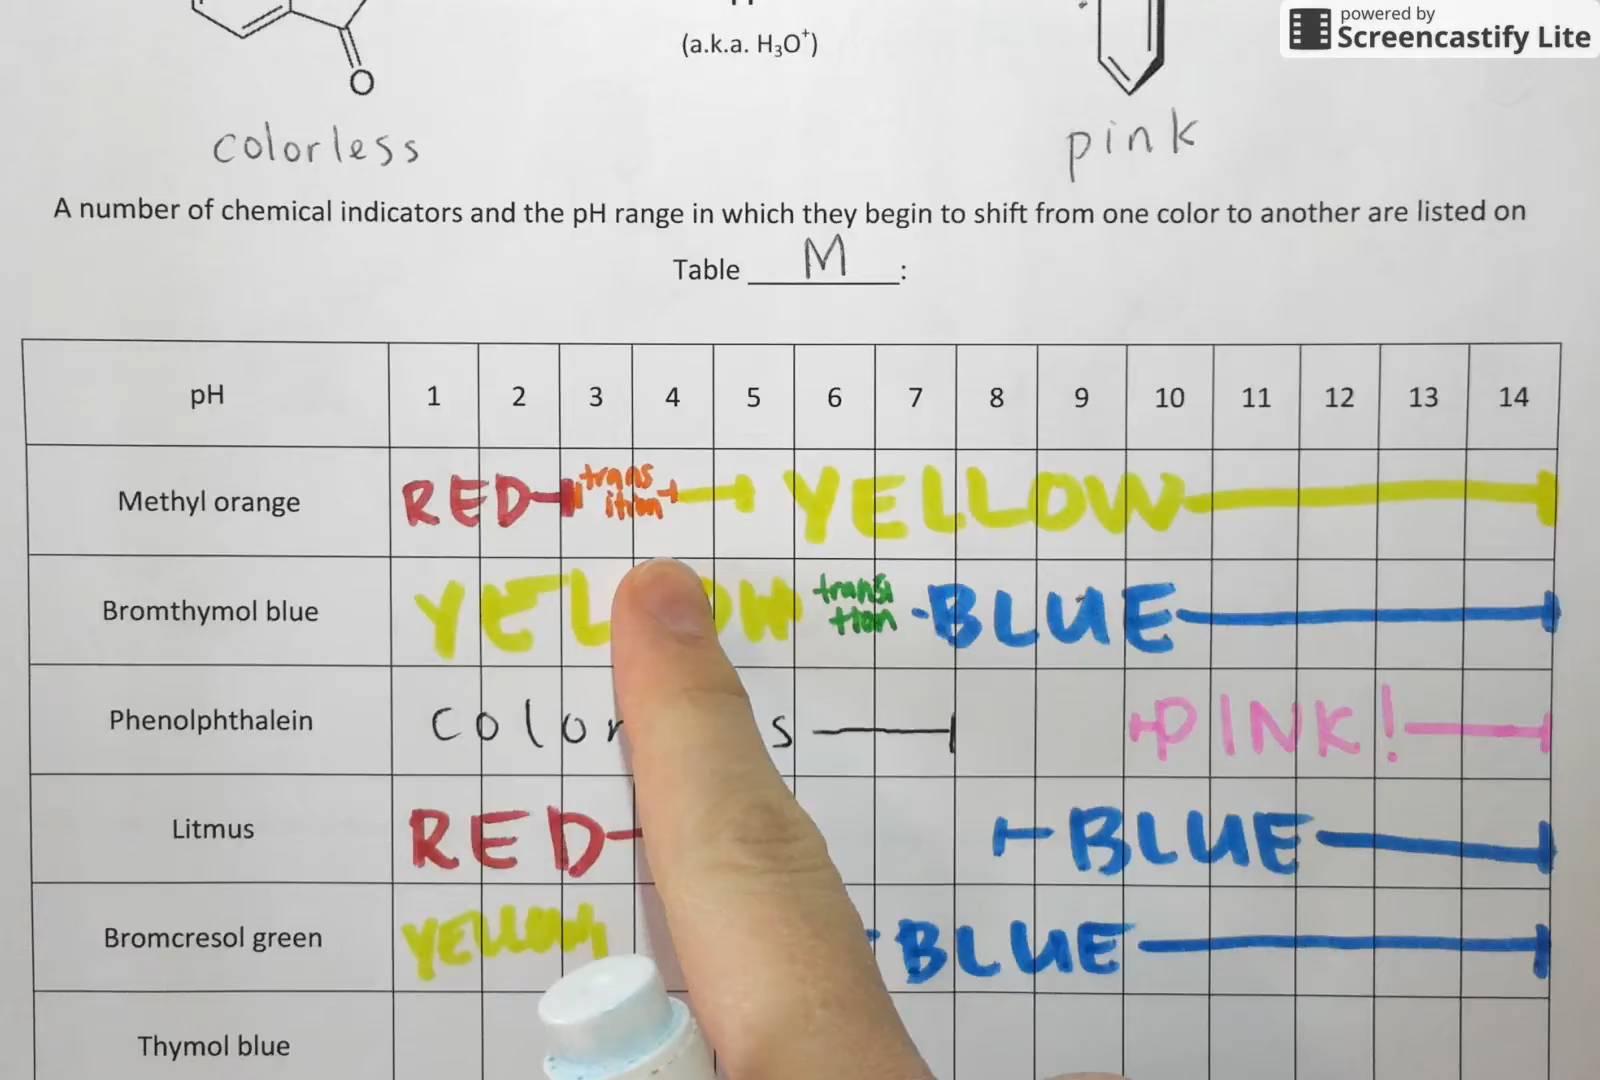 powered by
Screencastify Lite
O
(a.k.a. H₃O⁺)
colorless
pink
A number of chemical indicators and the pH range in which they begin to shift from one color to another are listed on
Table M :
pH 1 2 3 4 5 6 7 8 9 10 11 12 13 14
Methyl orange RED transition YELLOW
Bromthymol blue transition BLUE
Phenolphthalein PINK!
Litmus RED BLUE
Bromcresol green YELLOW BLUE
Thymol blue